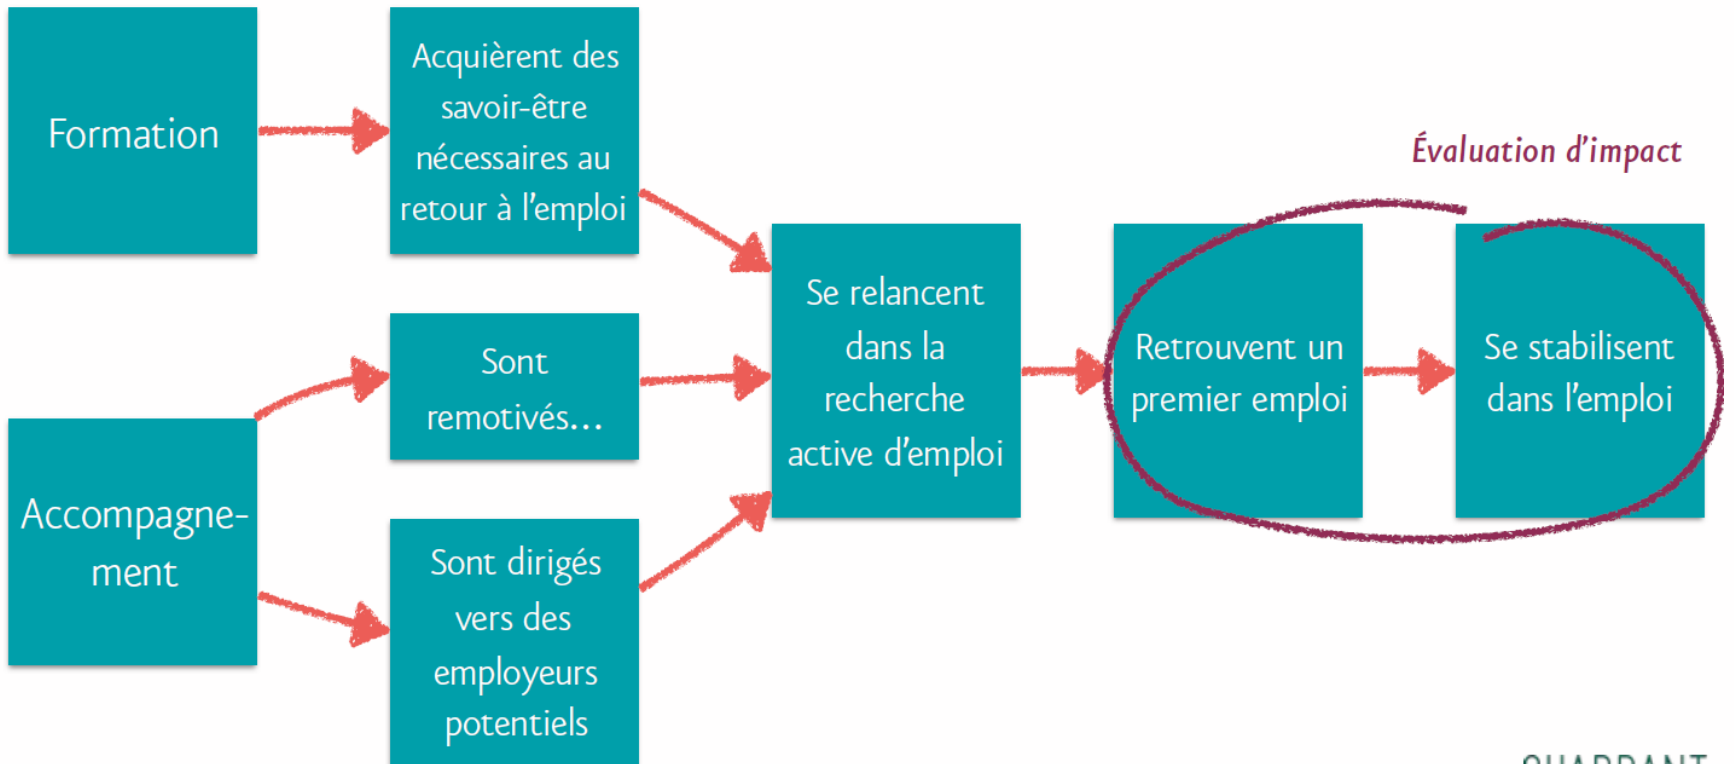 Formation
Acquièrent des
savoir-être
nécessaires au
retour à l'emploi
Évaluation d'impact
Accompagne-
ment
Sont
remotivés...
Sont dirigés
vers des
employeurs
potentiels
Se relancent
dans la
recherche
active d'emploi
Retrouvent un
premier emploi
Se stabilisent
dans l'emploi